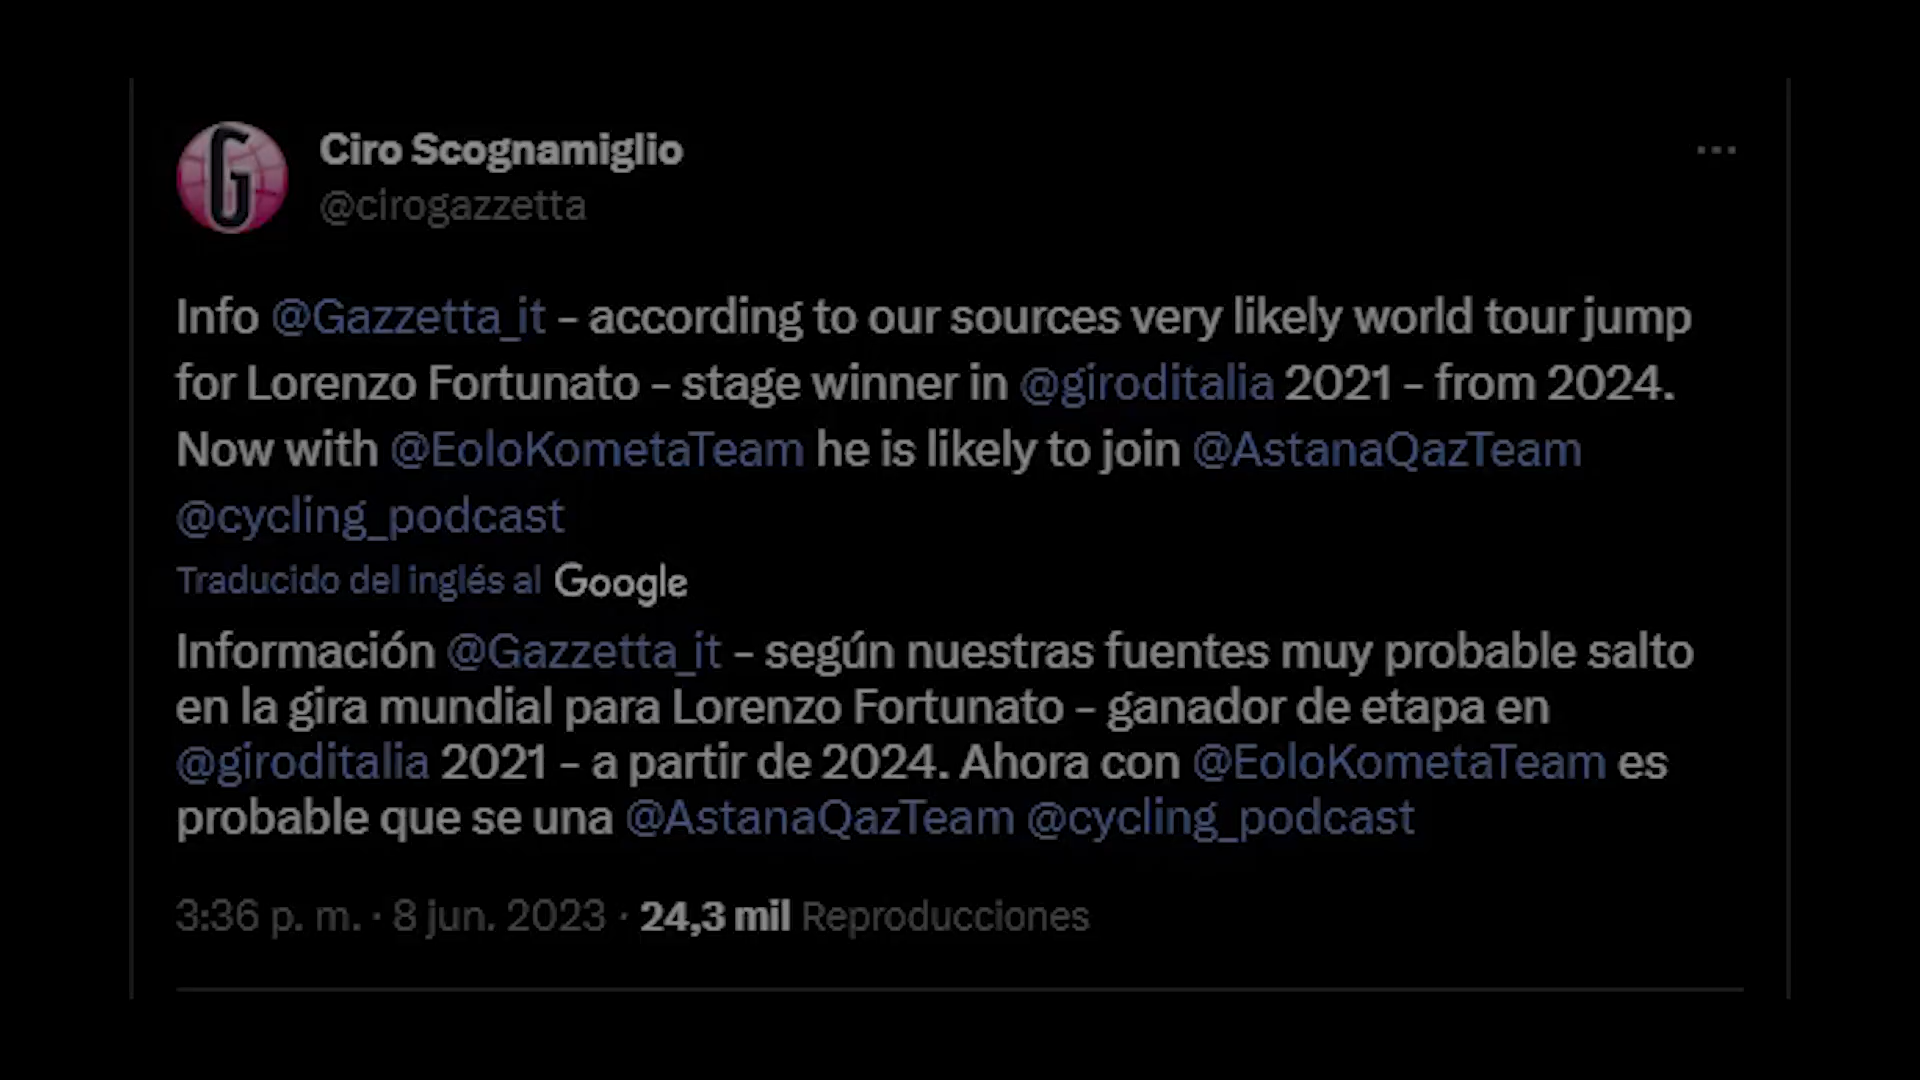 G
Ciro Scognamiglio
@cirogazzetta
Info @Gazzetta_it - according to our sources very likely world tour jump
for Lorenzo Fortunato - stage winner in @giroditalia 2021 - from 2024.
Now with @EoloKometaTeam he is likely to join @AstanaQazTeam
@cycling_podcast
Traducido del inglés al Google
Información @Gazzetta_it - según nuestras fuentes muy probable salto
en la gira mundial para Lorenzo Fortunato - ganador de etapa en
@giroditalia 2021 - a partir de 2024. Ahora con @EoloKometaTeam es
probable que se una @AstanaQazTeam @cycling_podcast
3:36 p. m. · 8 jun. 2023 · 24,3 mil Reproducciones